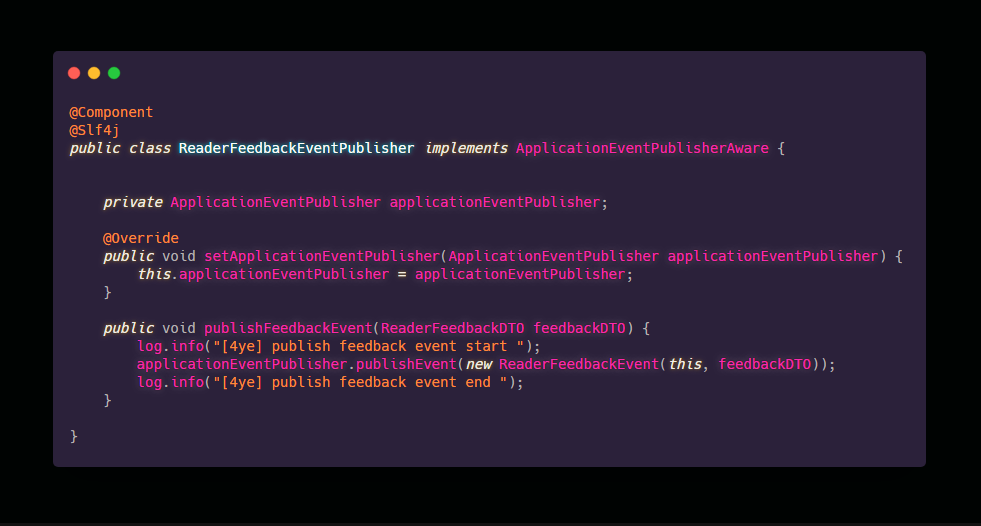 @Component
@Slf4j
public class ReaderFeedbackEventPublisher implements ApplicationEventPublisherAware {
private ApplicationEventPublisher applicationEventPublisher;
@Override
public void setApplicationEventPublisher(ApplicationEventPublisher applicationEventPublisher) {
this.applicationEventPublisher = applicationEventPublisher;
}
public void publishFeedbackEvent(ReaderFeedbackDTO feedbackDTO) {
log.info("[4ye] publish feedback event start ");
applicationEventPublisher.publishEvent(new ReaderFeedbackEvent(this, feedbackDTO));
log.info("[4ye] publish feedback event end ");
}
}